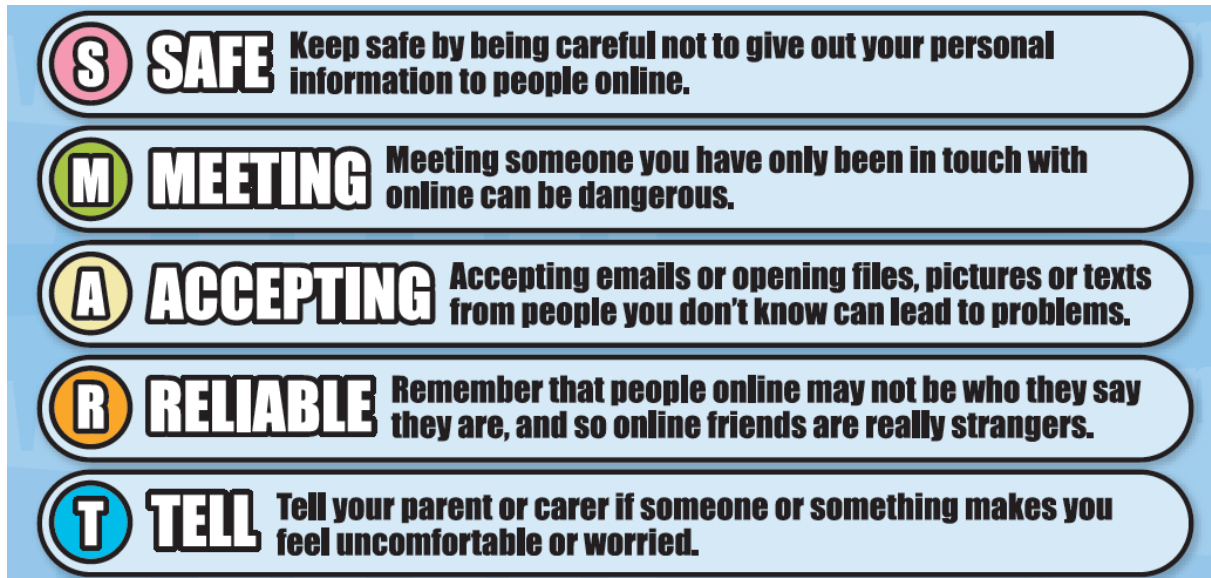 S SAFE Keep safe by being careful not to give out your personal
information to people online.
M MEETING Meeting someone you have only been in touch with
online can be dangerous.
A ACCEPTING Accepting emails or opening files, pictures or texts
from people you don't know can lead to problems.
R RELIABLE Remember that people online may not be who they say
they are, and so online friends are really strangers.
T TELL Tell your parent or carer if someone or something makes you
feel uncomfortable or worried.